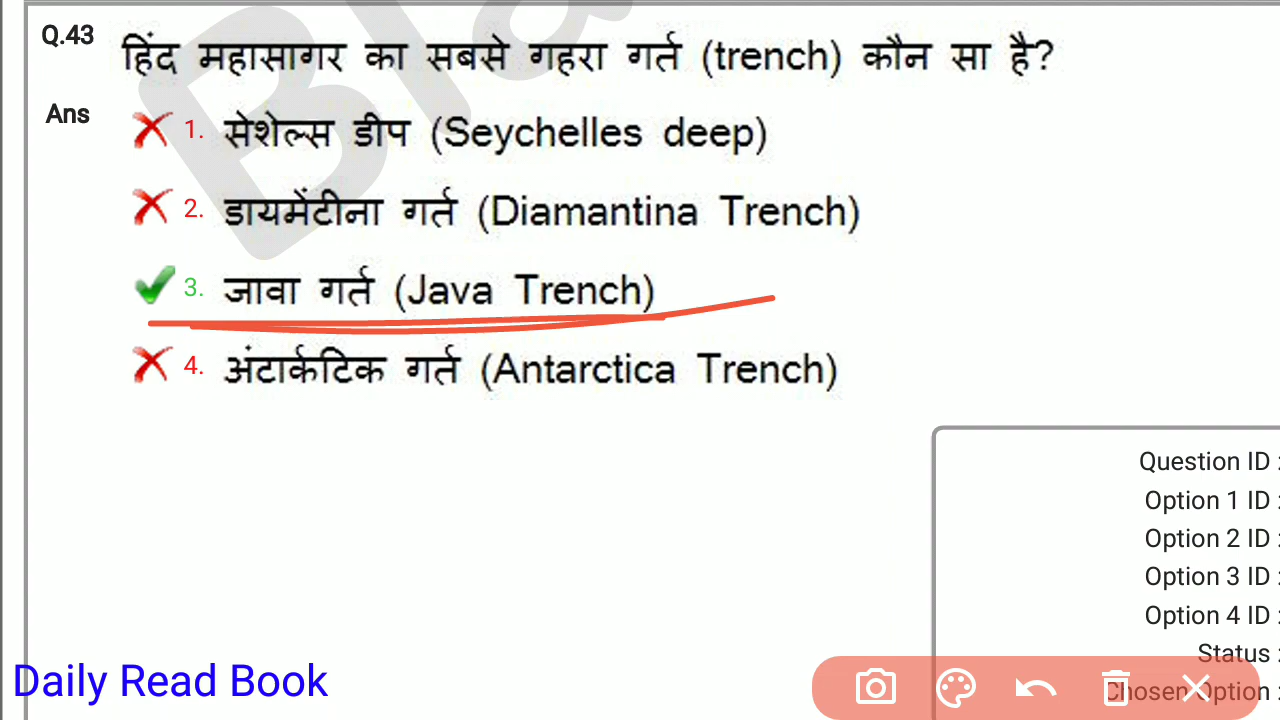 Q.43 हिंद महासागर का सबसे गहरा गर्त (trench) कौन सा है?
Ans 1. सेशेल्स डीप (Seychelles deep)
2. डायमेंटीना गर्त (Diamantina Trench)
3. जावा गर्त (Java Trench)
4. अंटार्कटिक गर्त (Antarctica Trench)
Question ID :
Option 1 ID :
Option 2 ID :
Option 3 ID :
Option 4 ID :
Status :
Chosen Option :
Daily Read Book